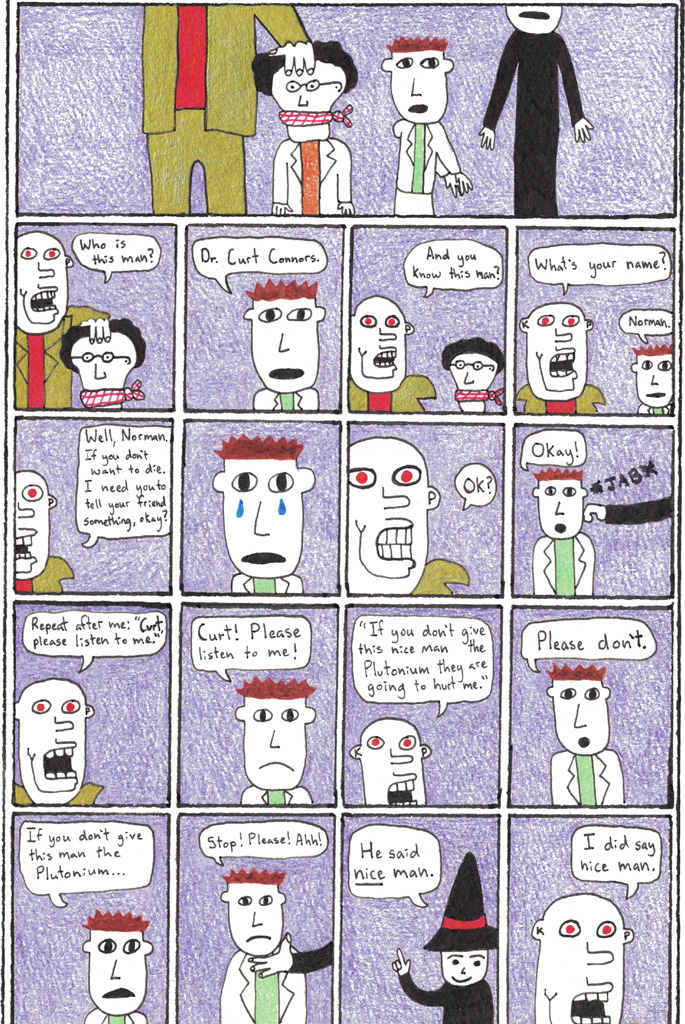 Who is
this man?
Dr. Curt Connors.
And you
know this man?
What's your name?
K
Norman.
Well, Norman.
If you don't
want to die.
I need you to
tell your friend
something, okay?
OK?
P
Okay!
*JAB*
Repeat after me: "Curt,
please listen to me."
P
Curt! Please
listen to me!
"If you don't give
this nice man the
Plutonium they are
going to hurt me."
K P
Please don't.
If you don't give
this man the
Plutonium...
Stop! Please! Ahh!
He said
nice man.
I did say
nice man.
K P